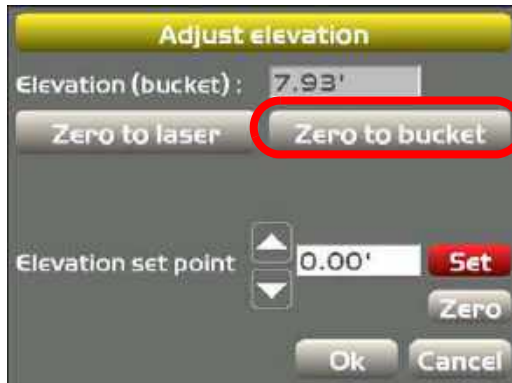 Adjust elevation
Elevation (bucket) : 7.93'
Zero to laser Zero to bucket
Elevation set point 0.00' Set
Zero
Ok Cancel